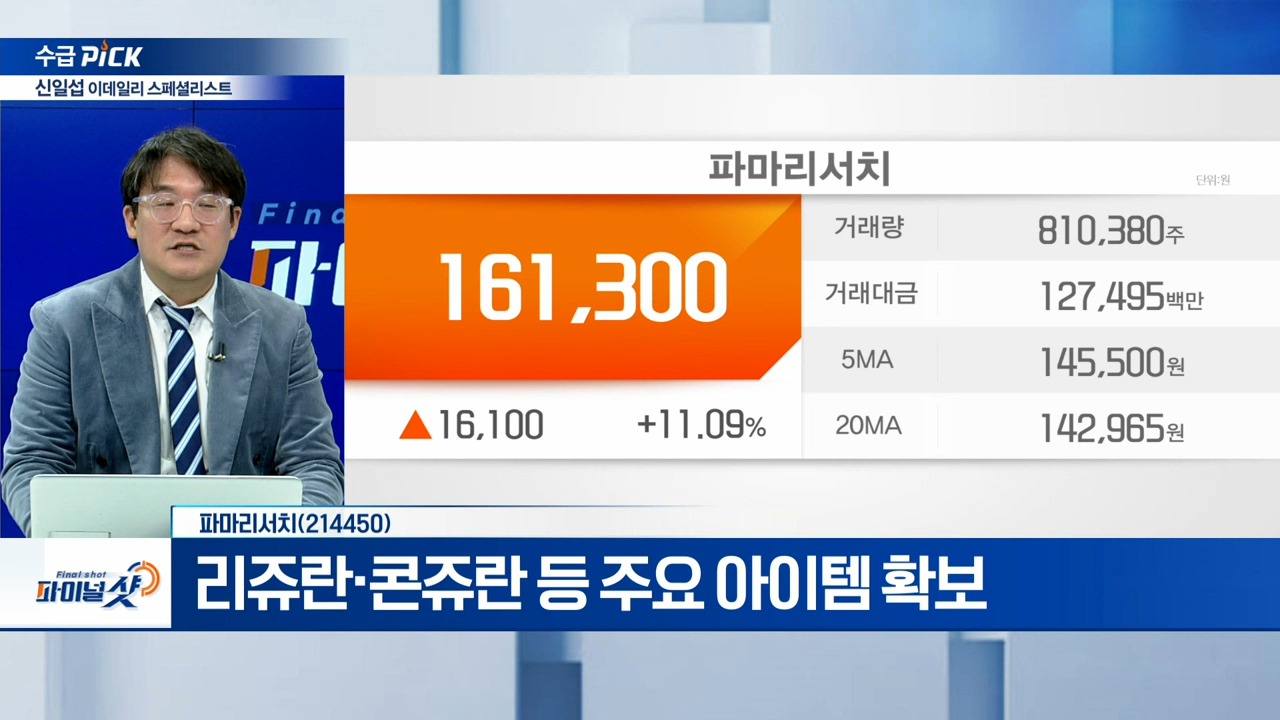 수급 PiCK
신일섭 이데일리 스페셜리스트
Fina
파
파마리서치
단위:원
161,300
▲16,100 +11.09%
거래량 810,380주
거래대금 127,495백만
5MA 145,500원
20MA 142,965원
파마리서치(214450)
Final shot
파이널샷
리쥬란·콘쥬란 등 주요 아이템 확보